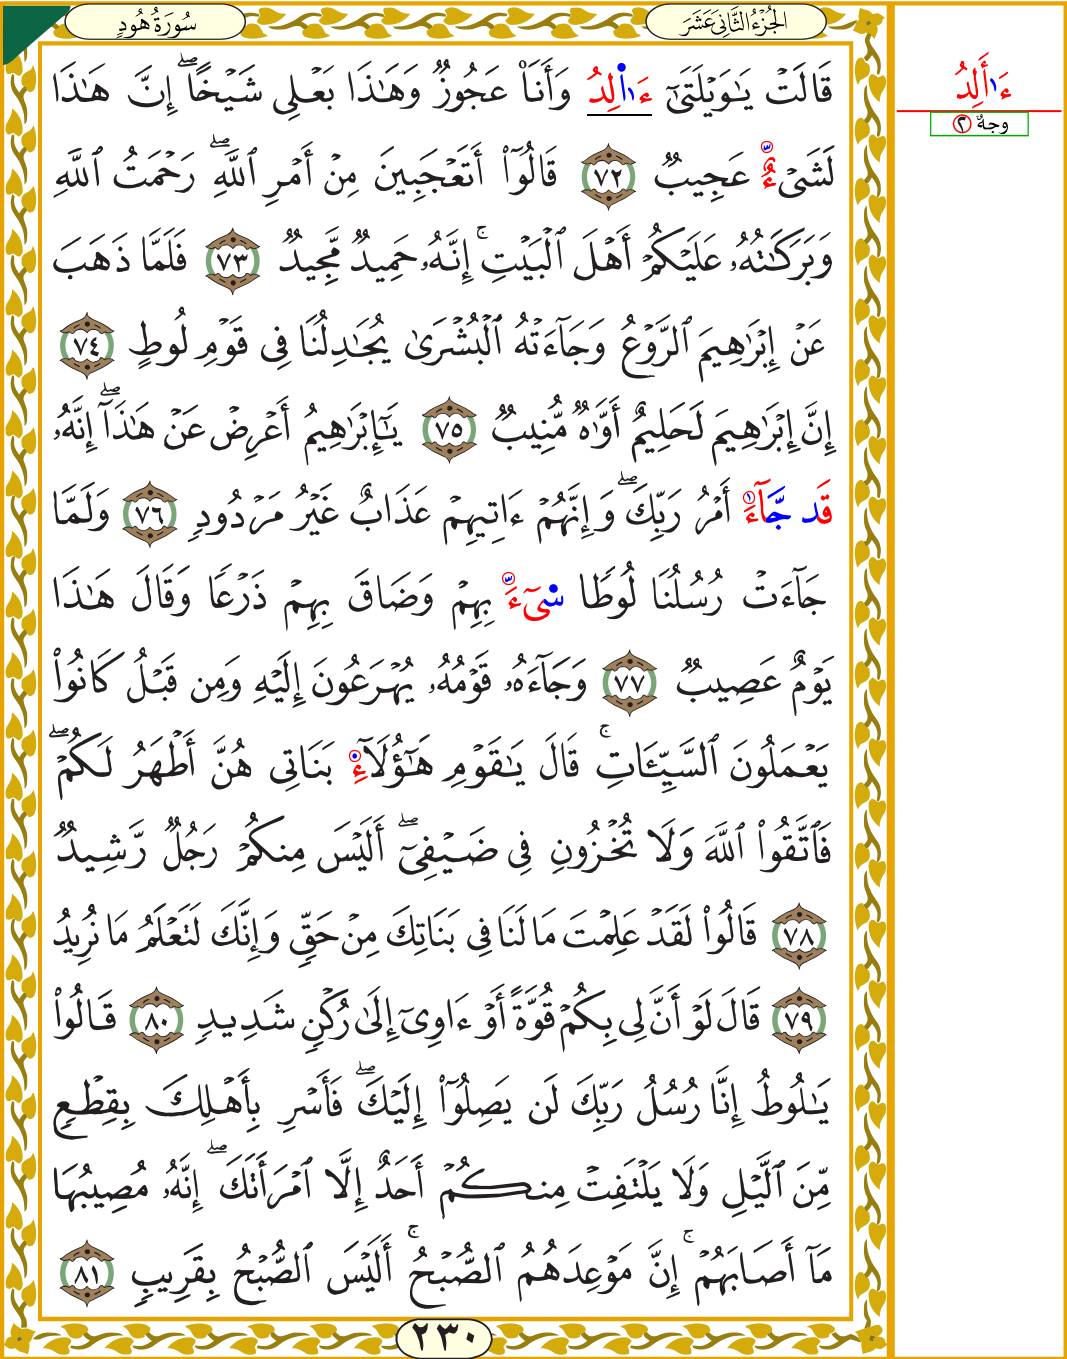 سُورَةُ هُودٍ
الجُزْءُ الثَّانِيَ عَشَرَ
قَالَتْ يَٰوَيْلَتَىٰٓ ءَا۬لِدُ وَأَنَا۠ عَجُوزٌ وَهَٰذَا بَعْلِى شَيْخًا ۖ إِنَّ هَٰذَا
لَشَىْءٌ عَجِيبٌ ٧٢ قَالُوٓا۟ أَتَعْجَبِينَ مِنْ أَمْرِ ٱللَّهِ ۖ رَحْمَتُ ٱللَّهِ
وَبَرَكَٰتُهُۥ عَلَيْكُمْ أَهْلَ ٱلْبَيْتِ ۚ إِنَّهُۥ حَمِيدٌ مَّجِيدٌ ٧٣ فَلَمَّا ذَهَبَ
عَنْ إِبْرَٰهِيمَ ٱلرَّوْعُ وَجَآءَتْهُ ٱلْبُشْرَىٰ يُجَٰدِلُنَا فِى قَوْمِ لُوطٍ ٧٤
إِنَّ إِبْرَٰهِيمَ لَحَلِيمٌ أَوَّٰهٌ مُّنِيبٌ ٧٥ يَٰٓإِبْرَٰهِيمُ أَعْرِضْ عَنْ هَٰذَآ ۖ إِنَّهُۥ
قَد جَّآءَ أَمْرُ رَبِّكَ ۖ وَإِنَّهُمْ ءَاتِيهِمْ عَذَابٌ غَيْرُ مَرْدُودٍ ٧٦ وَلَمَّا
جَآءَتْ رُسُلُنَا لُوطًا سِىٓءَ بِهِمْ وَضَاقَ بِهِمْ ذَرْعًا وَقَالَ هَٰذَا
يَوْمٌ عَصِيبٌ ٧٧ وَجَآءَهُۥ قَوْمُهُۥ يُهْرَعُونَ إِلَيْهِ وَمِن قَبْلُ كَانُوا۟
يَعْمَلُونَ ٱلسَّيِّـَٔاتِ ۚ قَالَ يَٰقَوْمِ هَٰٓؤُلَآءِ بَنَاتِى هُنَّ أَطْهَرُ لَكُمْ ۖ
فَٱتَّقُوا۟ ٱللَّهَ وَلَا تُخْزُونِ فِى ضَيْفِىٓ ۖ أَلَيْسَ مِنكُمْ رَجُلٌ رَّشِيدٌ
٧٨ قَالُوا۟ لَقَدْ عَلِمْتَ مَا لَنَا فِى بَنَاتِكَ مِنْ حَقٍّ وَإِنَّكَ لَتَعْلَمُ مَا نُرِيدُ
٧٩ قَالَ لَوْ أَنَّ لِى بِكُمْ قُوَّةً أَوْ ءَاوِىٓ إِلَىٰ رُكْنٍ شَدِيدٍ ٨٠ قَالُوا۟
يَٰلُوطُ إِنَّا رُسُلُ رَبِّكَ لَن يَصِلُوٓا۟ إِلَيْكَ ۖ فَأَسْرِ بِأَهْلِكَ بِقِطْعٍ
مِّنَ ٱلَّيْلِ وَلَا يَلْتَفِتْ مِنكُمْ أَحَدٌ إِلَّا ٱمْرَأَتَكَ ۖ إِنَّهُۥ مُصِيبُهَا
مَآ أَصَابَهُمْ ۚ إِنَّ مَوْعِدَهُمُ ٱلصُّبْحُ ۚ أَلَيْسَ ٱلصُّبْحُ بِقَرِيبٍ ٨١
٢٣٠
ءَا۬أَلِدُ
وجهٌ ٢